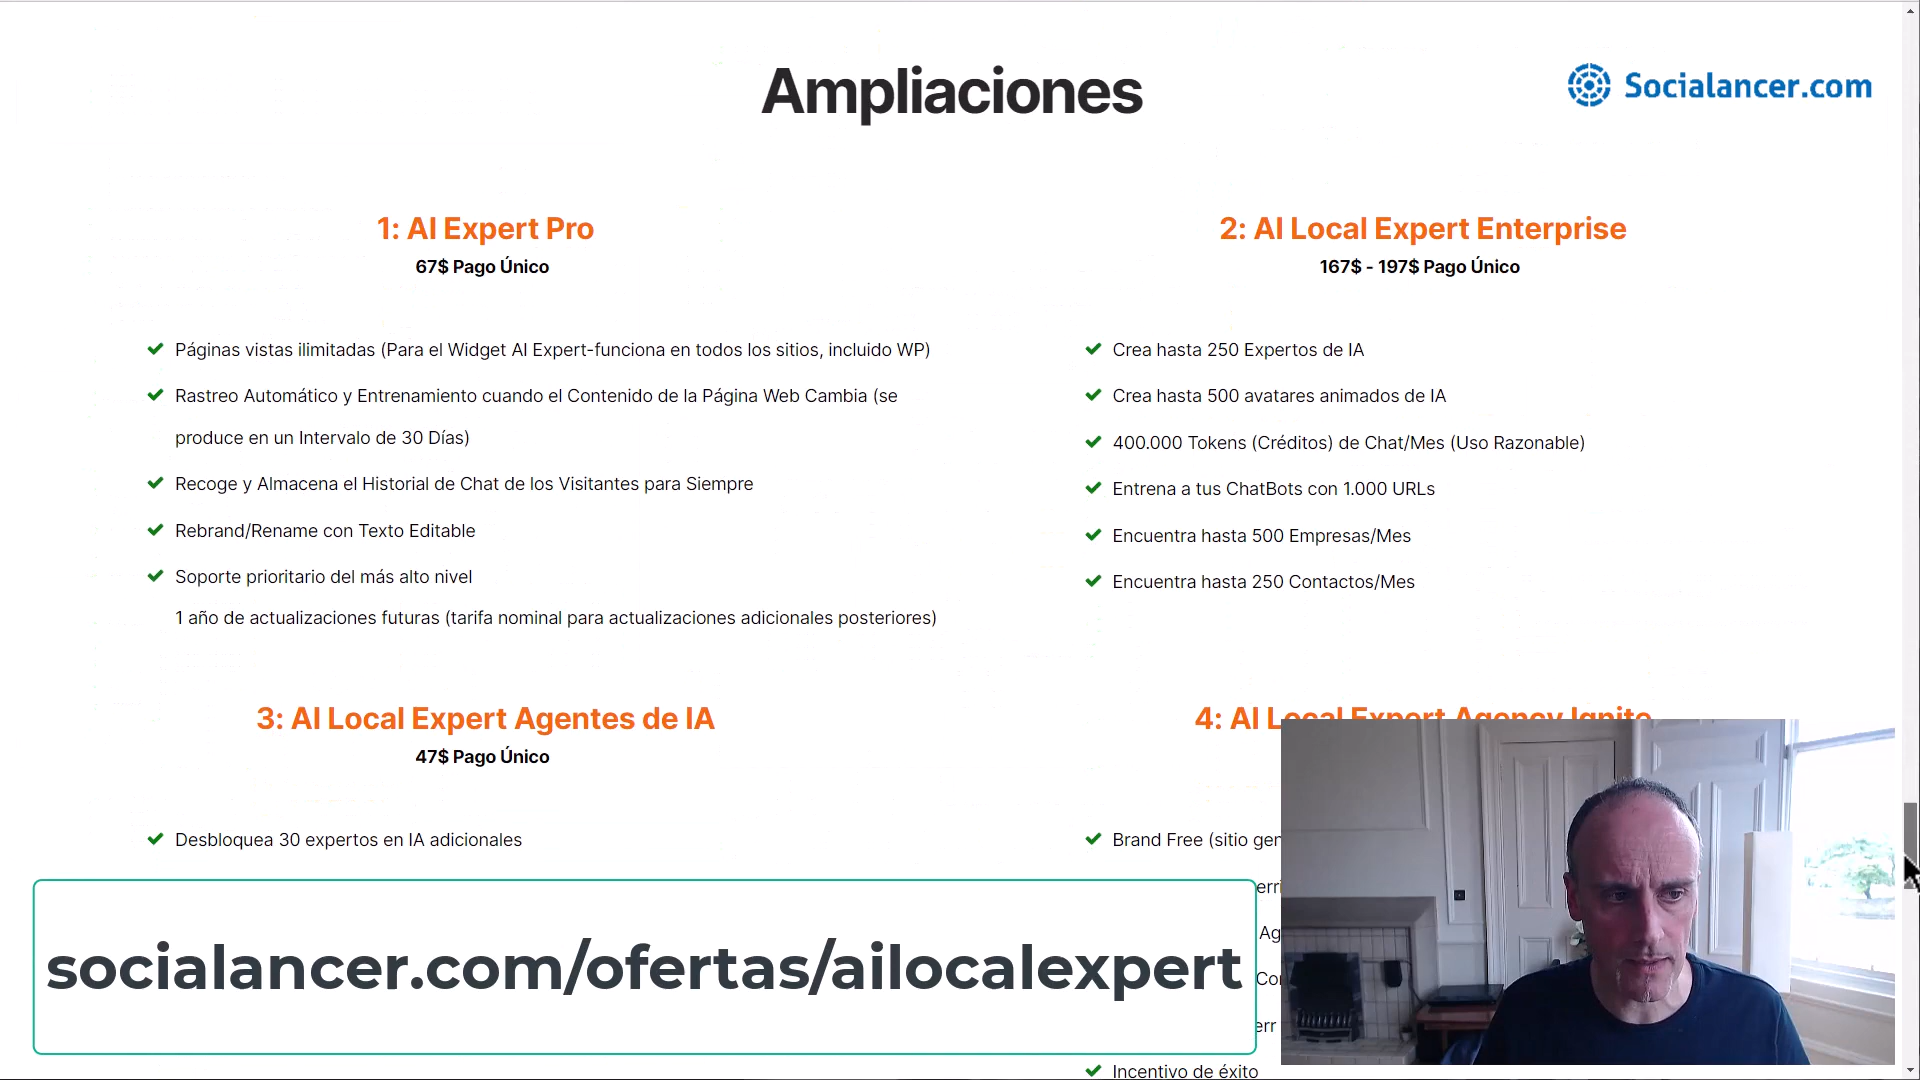 Ampliaciones
Socialancer.com
1: AI Expert Pro
67$ Pago Único
Páginas vistas ilimitadas (Para el Widget AI Expert-funciona en todos los sitios, incluido WP)
Rastreo Automático y Entrenamiento cuando el Contenido de la Página Web Cambia (se
produce en un Intervalo de 30 Días)
Recoge y Almacena el Historial de Chat de los Visitantes para Siempre
Rebrand/Rename con Texto Editable
Soporte prioritario del más alto nivel
1 año de actualizaciones futuras (tarifa nominal para actualizaciones adicionales posteriores)
2: AI Local Expert Enterprise
167$ - 197$ Pago Único
Crea hasta 250 Expertos de IA
Crea hasta 500 avatares animados de IA
400.000 Tokens (Créditos) de Chat/Mes (Uso Razonable)
Entrena a tus ChatBots con 1.000 URLs
Encuentra hasta 500 Empresas/Mes
Encuentra hasta 250 Contactos/Mes
3: AI Local Expert Agentes de IA
47$ Pago Único
Desbloquea 30 expertos en IA adicionales
4: AI Local Expert Agency Ignite
Brand Free (sitio
Incentivo de éxito
socialancer.com/ofertas/ailocalexpert